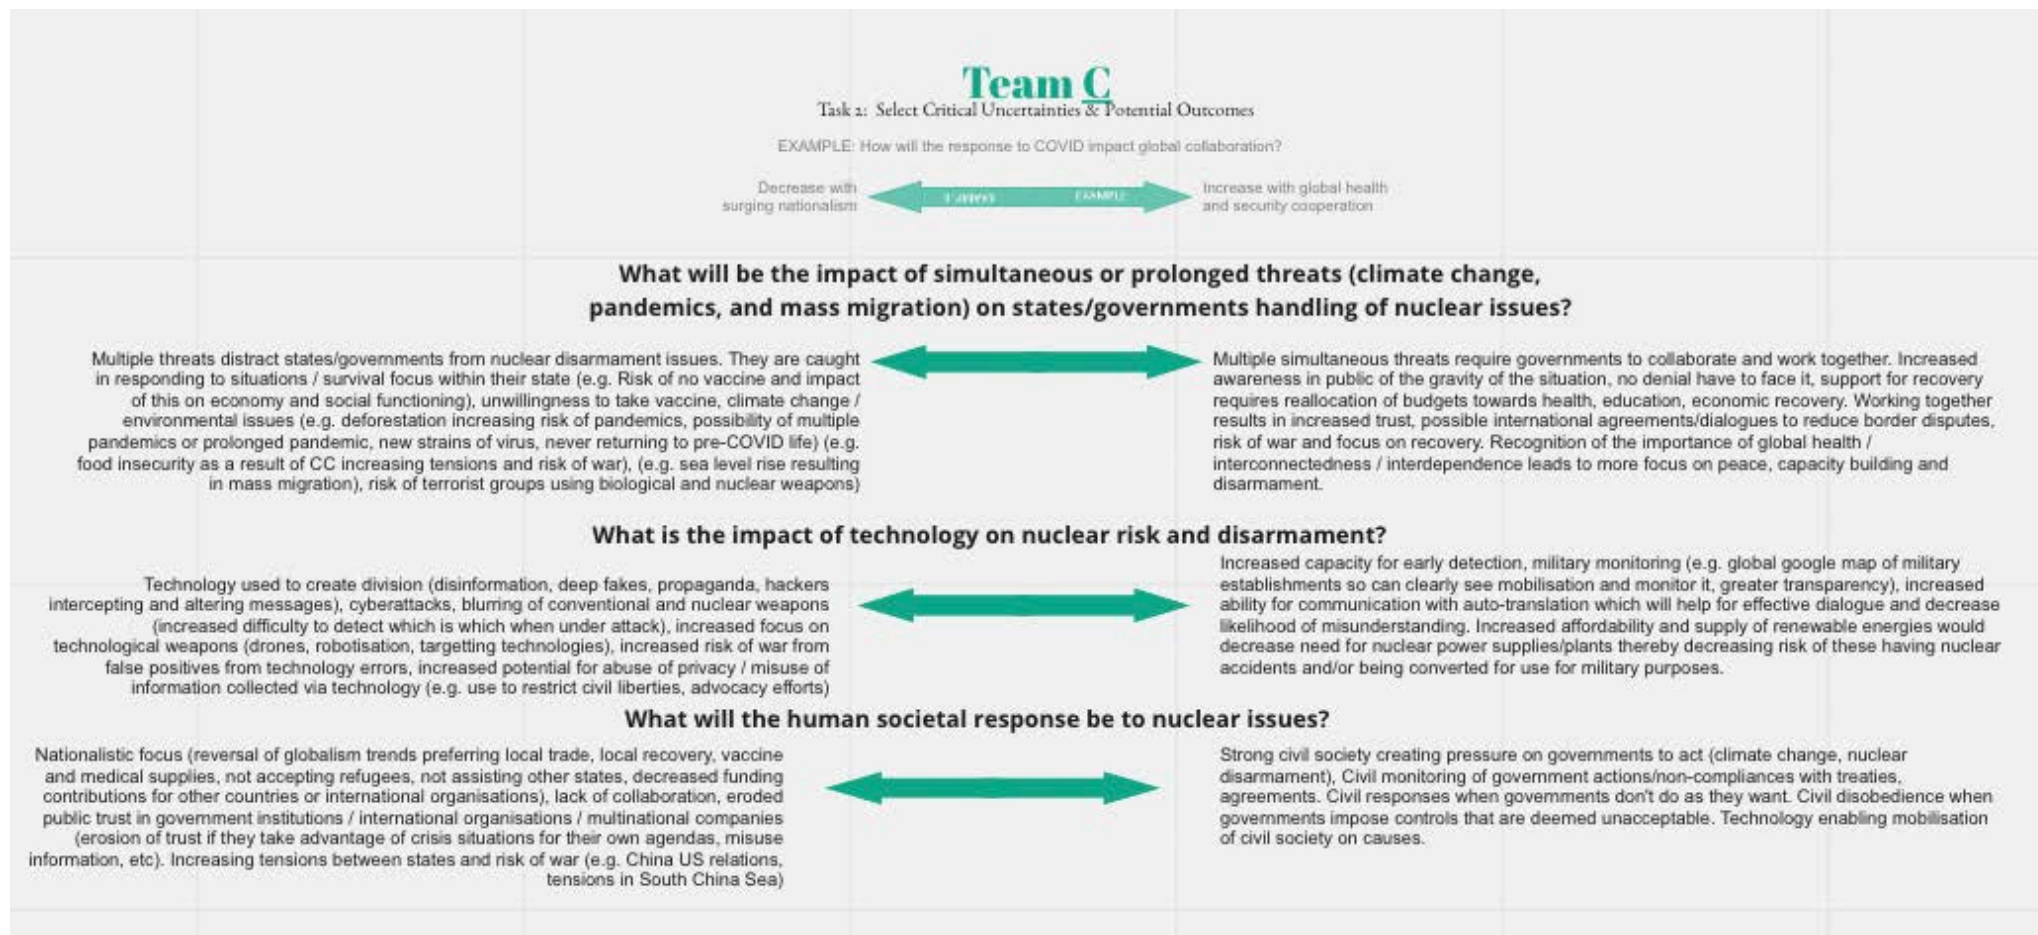 Team C
Task 2: Select Critical Uncertainties & Potential Outcomes
EXAMPLE: How will the response to COVID impact global collaboration?
Decrease with
surging nationalism
EXAMPLE
Increase with global health
and security cooperation
What will be the impact of simultaneous or prolonged threats (climate change,
pandemics, and mass migration) on states/governments handling of nuclear issues?
Multiple threats distract states/governments from nuclear disarmament issues. They are caught
in responding to situations / survival focus within their state (e.g. Risk of no vaccine and impact
of this on economy and social functioning), unwillingness to take vaccine, climate change /
environmental issues (e.g. deforestation increasing risk of pandemics, possibility of multiple
pandemics or prolonged pandemic, new strains of virus, never returning to pre-COVID life) (e.g.
food insecurity as a result of CC increasing tensions and risk of war), (e.g. sea level rise resulting
in mass migration), risk of terrorist groups using biological and nuclear weapons)
Multiple simultaneous threats require governments to collaborate and work together. Increased
awareness in public of the gravity of the situation, no denial have to face it, support for recovery
requires reallocation of budgets towards health, education, economic recovery. Working together
results in increased trust, possible international agreements/dialogues to reduce border disputes,
risk of war and focus on recovery. Recognition of the importance of global health /
interconnectedness / interdependence leads to more focus on peace, capacity building and
disarmament.
What is the impact of technology on nuclear risk and disarmament?
Technology used to create division (disinformation, deep fakes, propaganda, hackers
intercepting and altering messages), cyberattacks, blurring of conventional and nuclear weapons
(increased difficulty to detect which is which when under attack), increased focus on
technological weapons (drones, robotisation, targetting technologies), increased risk of war from
false positives from technology errors, increased potential for abuse of privacy / misuse of
information collected via technology (e.g. use to restrict civil liberties, advocacy efforts)
Increased capacity for early detection, military monitoring (e.g. global google map of military
establishments so can clearly see mobilisation and monitor it, greater transparency), increased
ability for communication with auto-translation which will help for effective dialogue and decrease
likelihood of misunderstanding. Increased affordability and supply of renewable energies would
decrease need for nuclear power supplies/plants thereby decreasing risk of these having nuclear
accidents and/or being converted for use for military purposes.
What will the human societal response be to nuclear issues?
Nationalistic focus (reversal of globalism trends preferring local trade, local recovery, vaccine
and medical supplies, not accepting refugees, not assisting other states, decreased funding
contributions for other countries or international organisations), lack of collaboration, eroded
public trust in government institutions / international organisations / multinational companies
(erosion of trust if they take advantage of crisis situations for their own agendas, misuse
information, etc). Increasing tensions between states and risk of war (e.g. China US relations,
tensions in South China Sea)
Strong civil society creating pressure on governments to act (climate change, nuclear
disarmament), Civil monitoring of government actions/non-compliances with treaties,
agreements. Civil responses when governments don't do as they want. Civil disobedience when
governments impose controls that are deemed unacceptable. Technology enabling mobilisation
of civil society on causes.